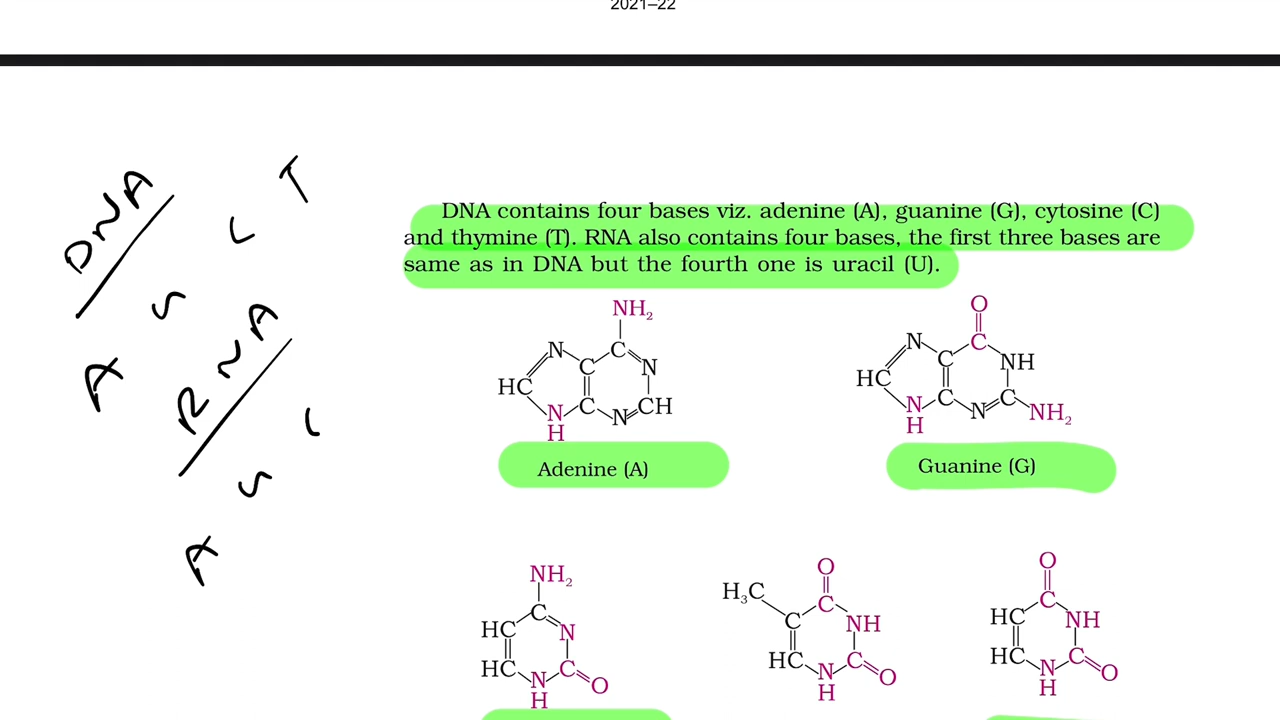 2021–22
DNA
A G C T
RNA
A G C
DNA contains four bases viz. adenine (A), guanine (G), cytosine (C)
and thymine (T). RNA also contains four bases, the first three bases are
same as in DNA but the fourth one is uracil (U).
NH₂
N C N
HC C
C N CH
N
H
Adenine (A)
O
N C NH
HC C
N C N C NH₂
H
Guanine (G)
NH₂
C
HC N
HC C
N O
H
O
H₃C C
C NH
HC C
N O
H
O
C
HC NH
HC C
N O
H